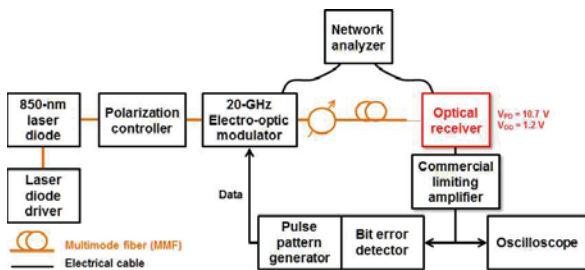 Network
analyzer
850-nm
laser
diode
Polarization
controller
20-GHz
Electro-optic
modulator
Optical
receiver
VPD = 10.7 V
VDD = 1.2 V
Laser
diode
driver
Commercial
limiting
amplifier
Data
Pulse
pattern
generator
Bit error
detector
Oscilloscope
Multimode fiber (MMF)
Electrical cable